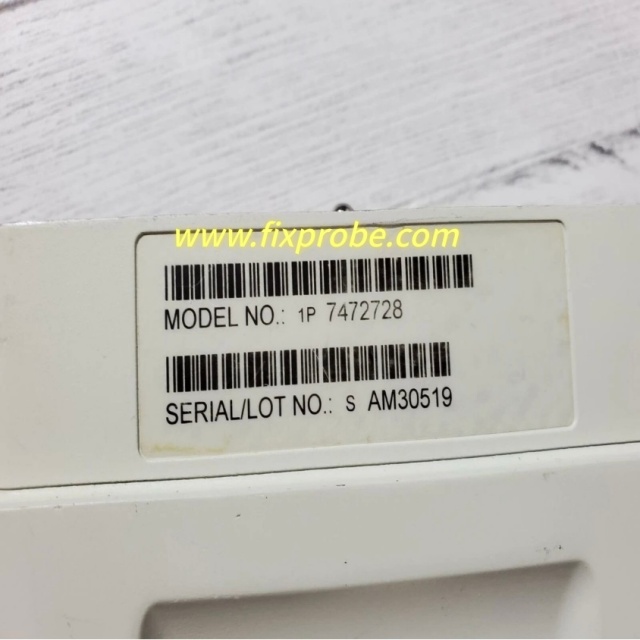 www.fixprobe.com
MODEL NO.: 1P 7472728
SERIAL/LOT NO.: S AM30519